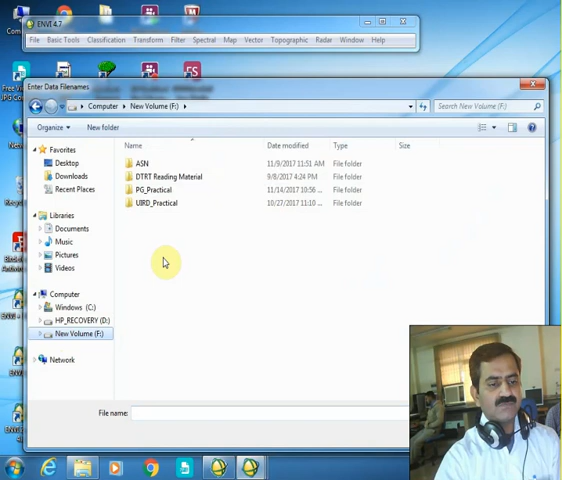 Com
ENVI 4.7
File Basic Tools Classification Transform Filter Spectral Map Vector Topographic Radar Window Help
Free V
JPG Co
Enter Data Filenames
Computer New Volume (F:) Search New Volume (F:)
Organize New folder
Name Date modified Type Size
Favorites
Desktop
Downloads
Recent Places
Libraries
Documents
Music
Pictures
Videos
Computer
Windows (C:)
HP_RECOVERY (D:)
New Volume (F:)
Network
ASN 11/9/2017 11:51 AM File folder
DTRT Reading Material 9/8/2017 4:24 PM File folder
PG_Practical 11/14/2017 10:56 ... File folder
UIRD_Practical 10/27/2017 11:10 ... File folder
File name: